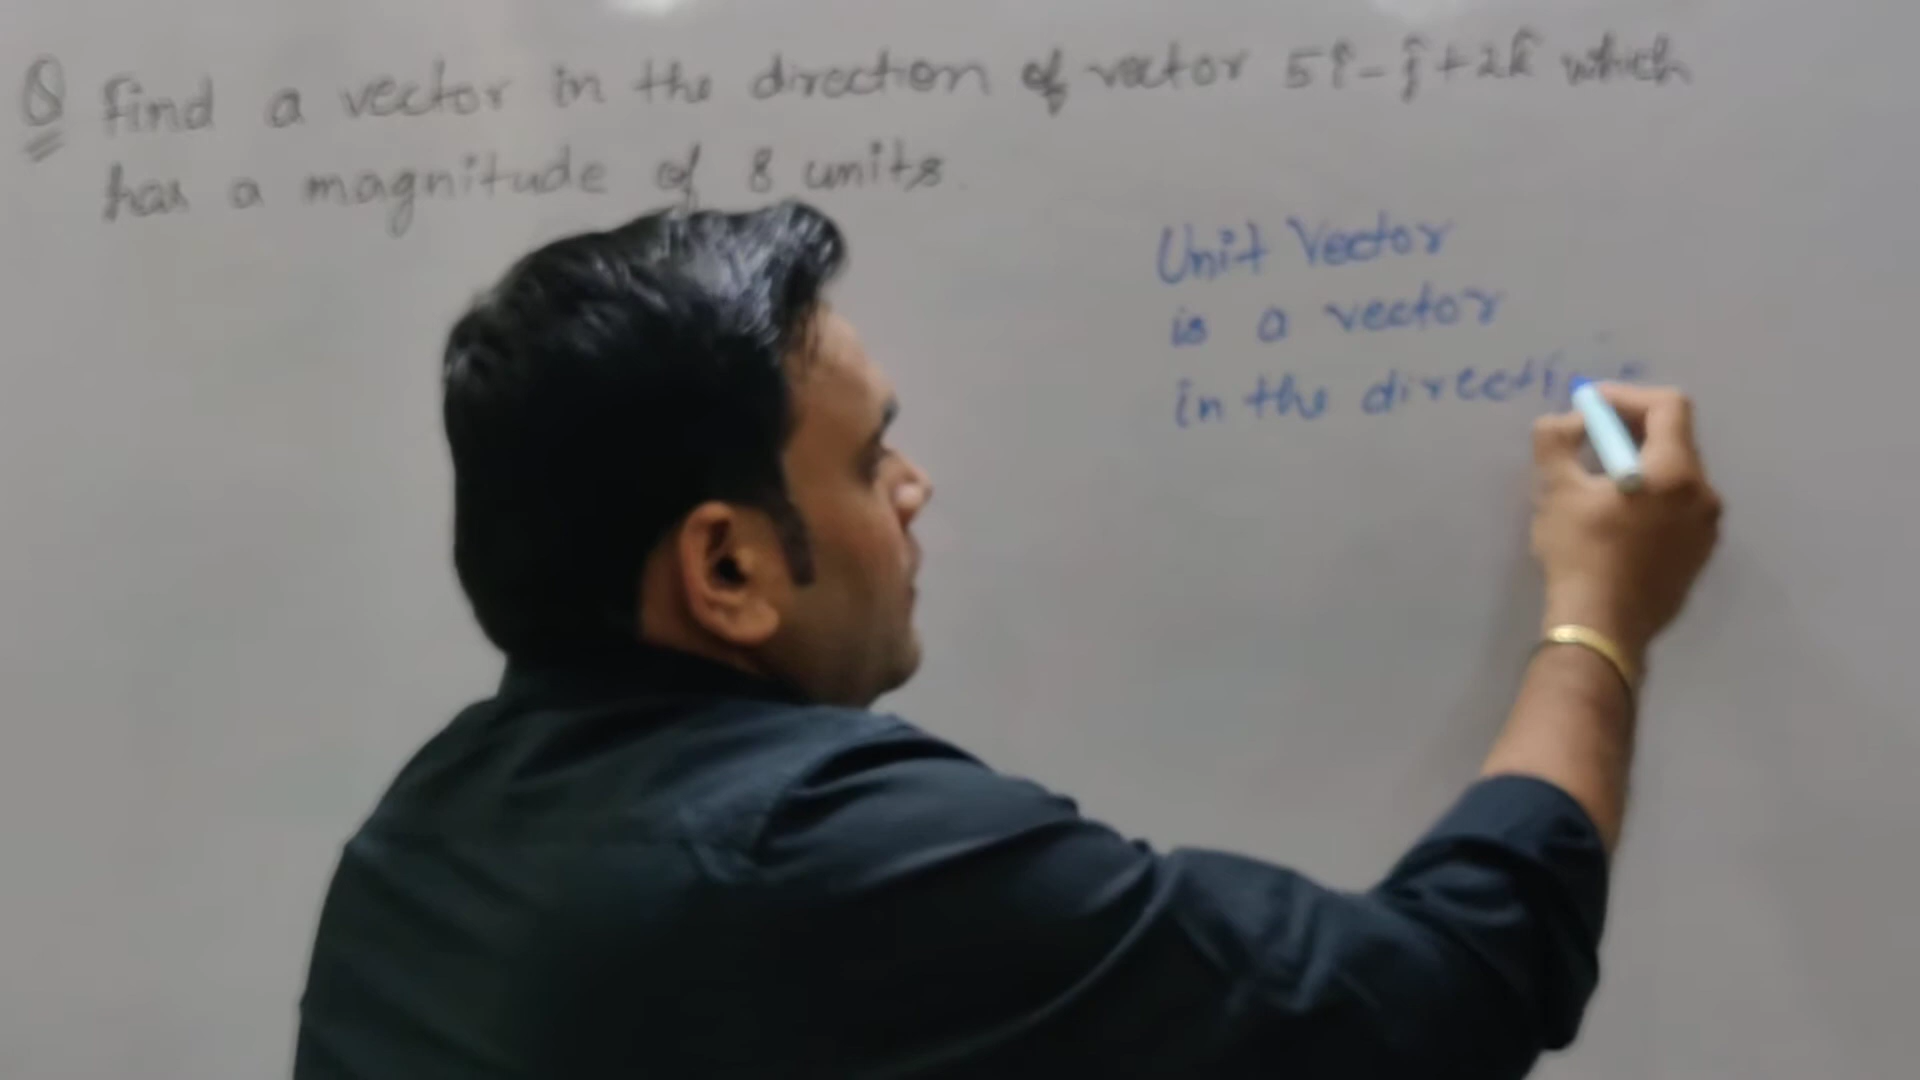 Q Find a vector in the direction of vector 5î-ĵ+2k̂ which
has a magnitude of 8 units.
Unit Vector
is a vector
in the direction